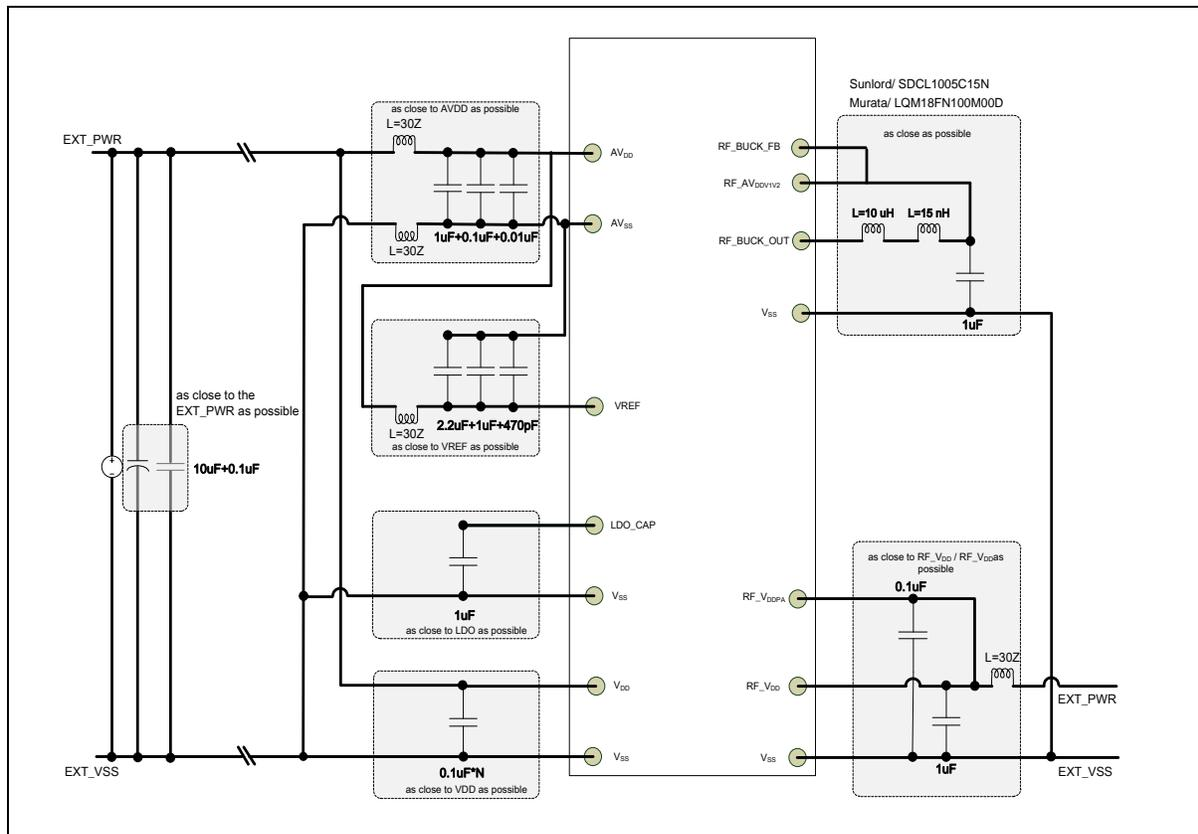 Sunlord/ SDCL1005C15N
Murata/ LQM18FN100M00D
as close to AVDD as possible
L=30Z
EXT_PWR
AVDD
AVSS
1uF+0.1uF+0.01uF
L=30Z
as close as possible
RF_BUCK_FB
RF_AVDDV1V2
L=10 uH
L=15 nH
RF_BUCK_OUT
VSS
1uF
as close to the
EXT_PWR as possible
10uF+0.1uF
+
−
VREF
2.2uF+1uF+470pF
L=30Z
as close to VREF as possible
LDO_CAP
VSS
1uF
as close to LDO as possible
VDD
VSS
0.1uF*N
as close to VDD as possible
EXT_VSS
as close to RF_VDD / RF_VDDas
possible
0.1uF
RF_VDDPA
L=30Z
RF_VDD
EXT_PWR
VSS
1uF
EXT_VSS